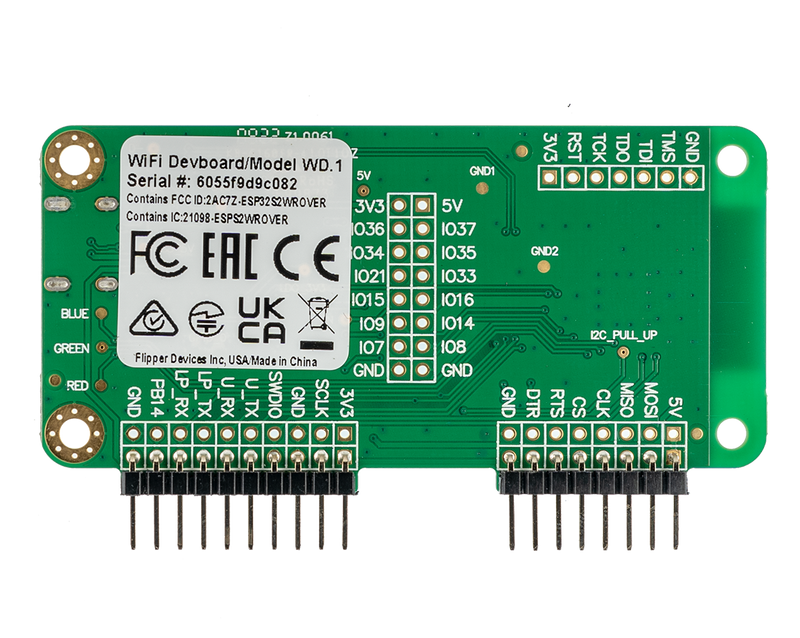 WiFi Devboard/Model WD.1
Serial #: 6055f9d9c082
Contains FCC ID:2AC7Z-ESP32S2WROVER
Contains IC:21098-ESPS2WROVER
FCC EAC CE
UK CA
Flipper Devices Inc, USA/Made in China
5V
GND1
GND2
3V3 RST TCK TDO TDI TMS GND
3V3 5V
IO36 IO37
IO34 IO35
IO21 IO33
IO15 IO16
IO9 IO14
IO7 IO8
GND GND
BLUE
GREEN
RED
I2C_PULL_UP
GND PB14 LP_RX LP_TX U_RX U_TX SWDIO GND SCLK 3V3
GND DTR RTS CS CLK MISO MOSI 5V